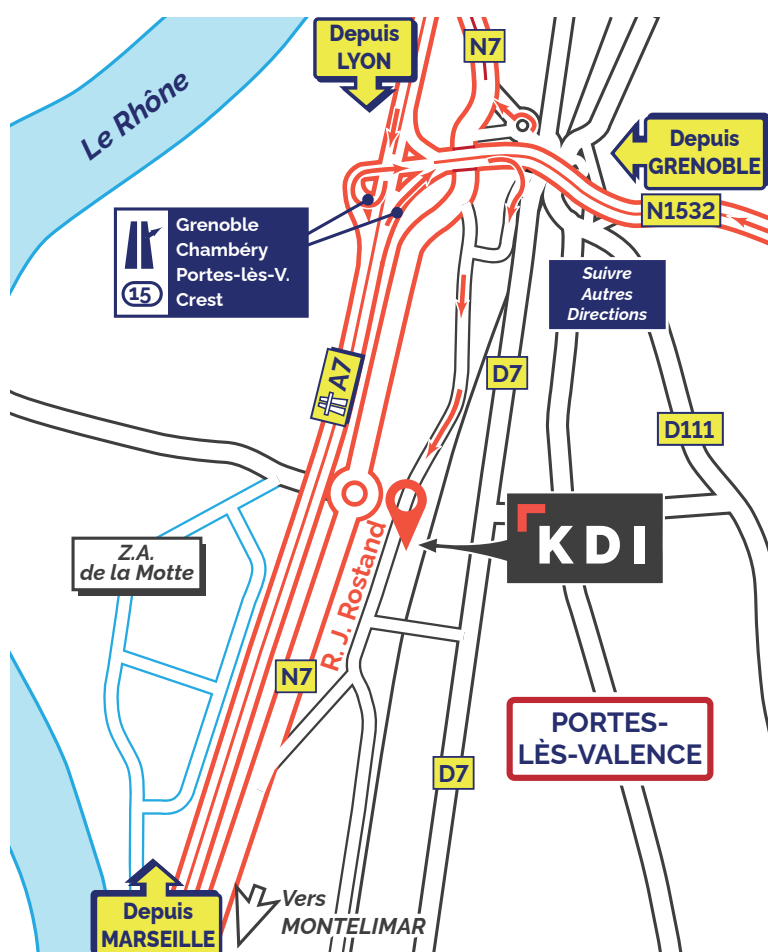 Depuis
LYON
N7
Le Rhône
Depuis
GRENOBLE
N1532
Grenoble
Chambéry
Portes-lès-V.
15
Crest
Suivre
Autres
Directions
A7
D7
D111
KDI
Z.A.
de la Motte
R. J. Rostand
N7
PORTES-
LÈS-VALENCE
D7
Depuis
MARSEILLE
Vers
MONTELIMAR